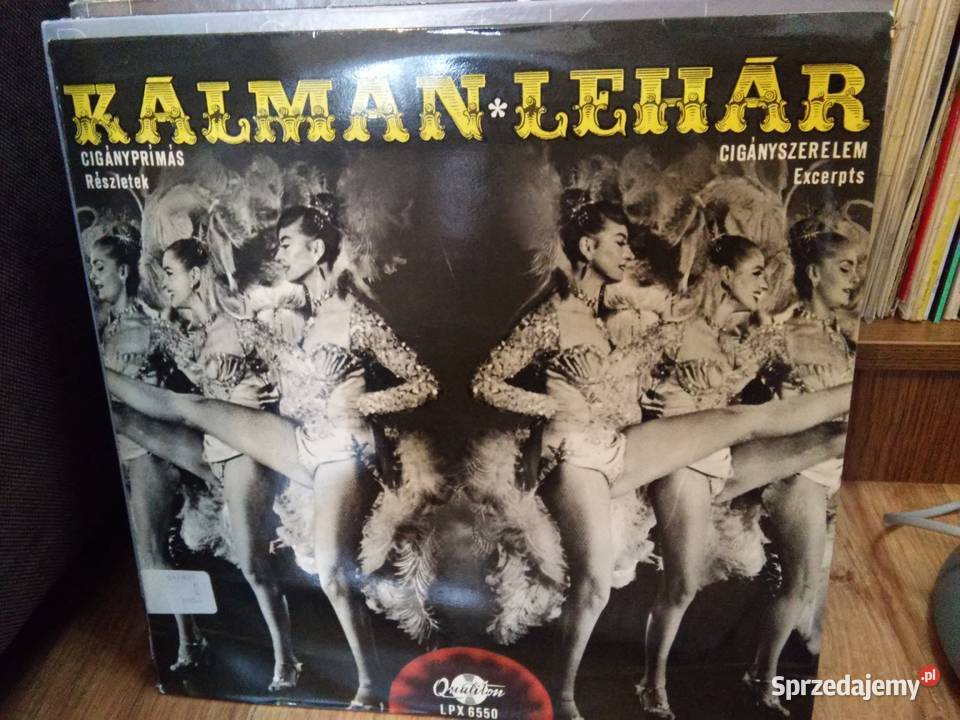 KÁLMÁN * LEHÁR
CIGÁNYPRÍMÁS
Részletek
CIGÁNYSZERELEM
Excerpts
Qualiton
LPX 6550
Sprzedajemy.pl